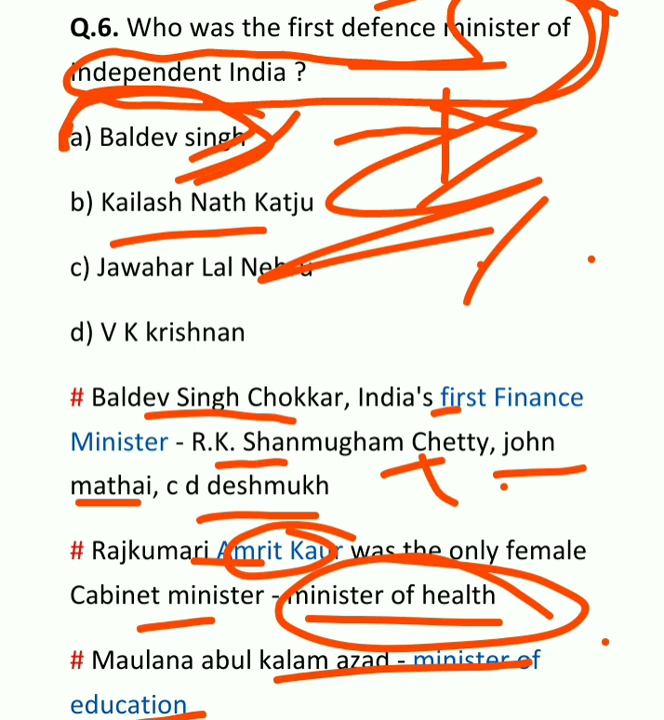 Q.6. Who was the first defence minister of
independent India ?
a) Baldev singh
b) Kailash Nath Katju
c) Jawahar Lal Nehru
d) V K krishnan
# Baldev Singh Chokkar, India's first Finance
Minister - R.K. Shanmugham Chetty, john
mathai, c d deshmukh
# Rajkumari Amrit Kaur was the only female
Cabinet minister - minister of health
# Maulana abul kalam azad - minister of
education